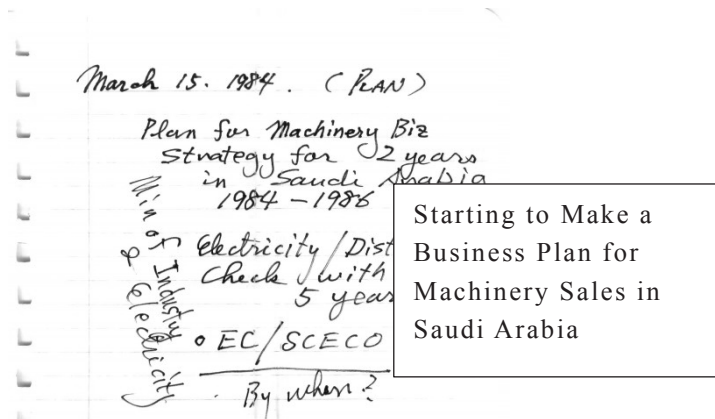 March 15. 1984. (PLAN)
Plan for Machinery Biz
Strategy for 2 years
in Saudi Arabia
1984 - 1986
Electricity / Dist
Check with
5 year
• EC/SCECO
By when?
Min of Industry
& Electricity
Starting to Make a
Business Plan for
Machinery Sales in
Saudi Arabia